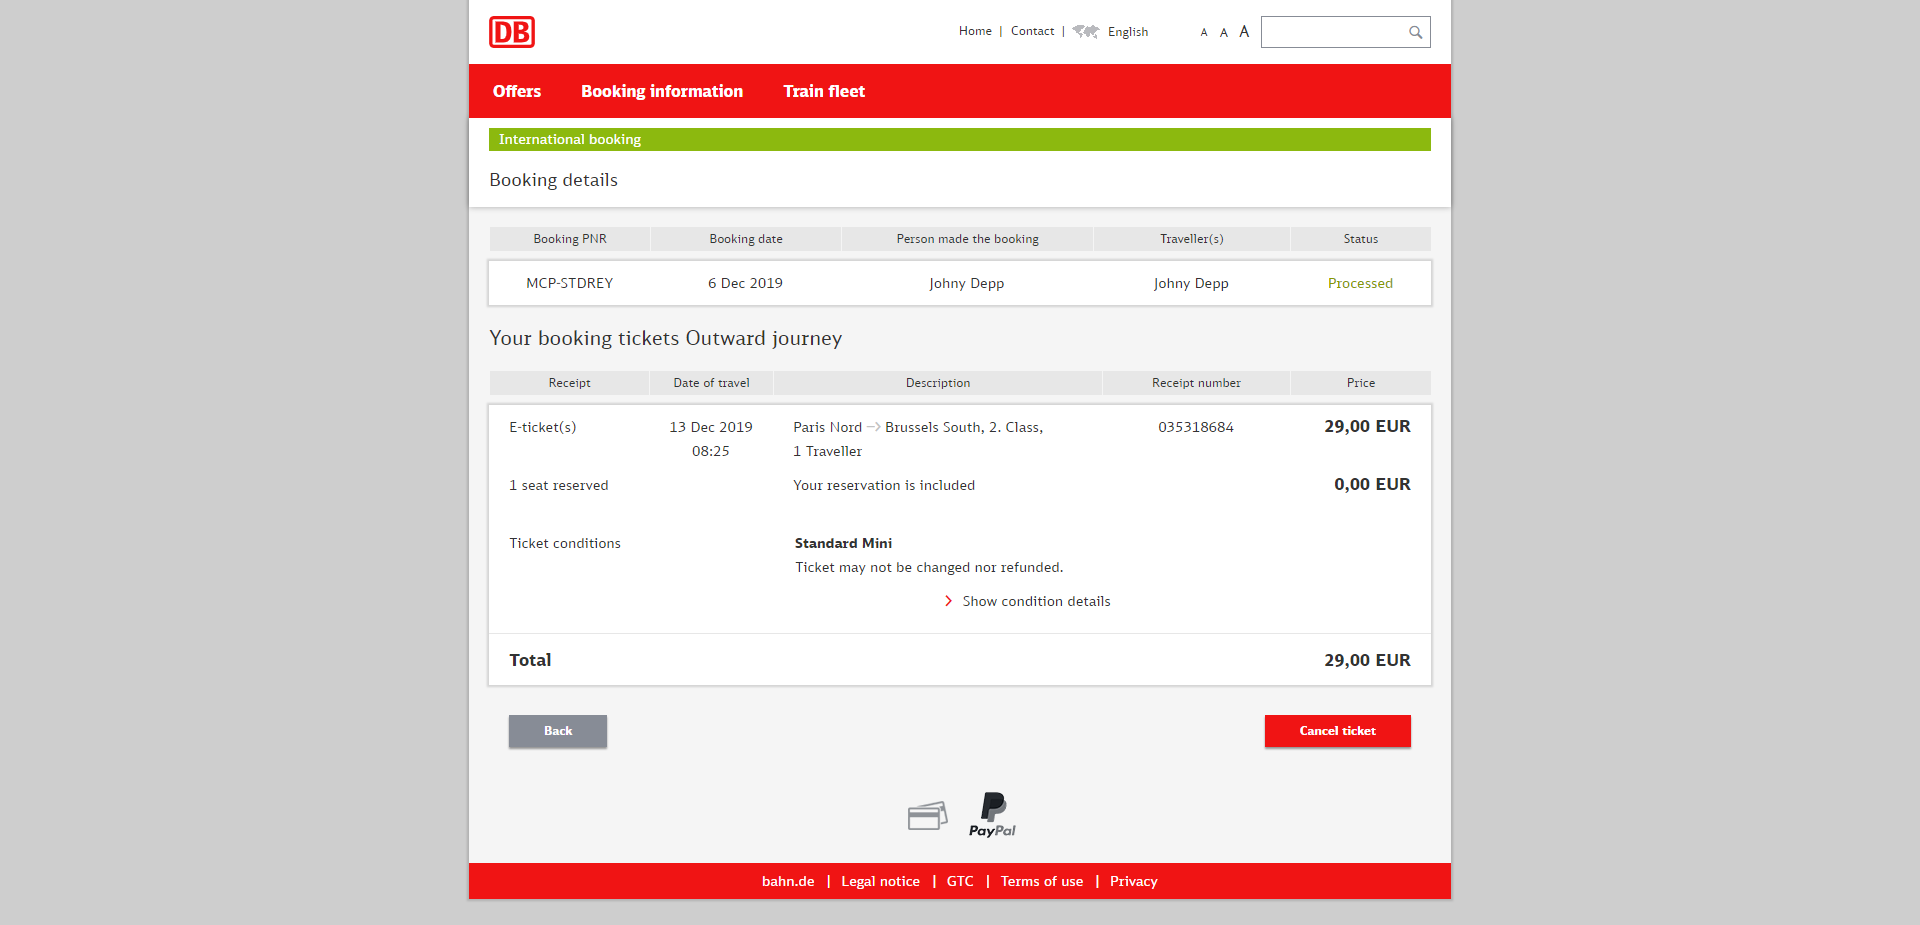 DB
Home | Contact | English A A A
Offers Booking information Train fleet
International booking
Booking details
Booking PNR Booking date Person made the booking Traveller(s) Status
MCP-STDREY 6 Dec 2019 Johny Depp Johny Depp Processed
Your booking tickets Outward journey
Receipt Date of travel Description Receipt number Price
E-ticket(s) 13 Dec 2019 Paris Nord → Brussels South, 2. Class, 035318684 29,00 EUR
08:25 1 Traveller
1 seat reserved Your reservation is included 0,00 EUR
Ticket conditions Standard Mini
Ticket may not be changed nor refunded.
Show condition details
Total 29,00 EUR
Back Cancel ticket
PayPal
bahn.de | Legal notice | GTC | Terms of use | Privacy